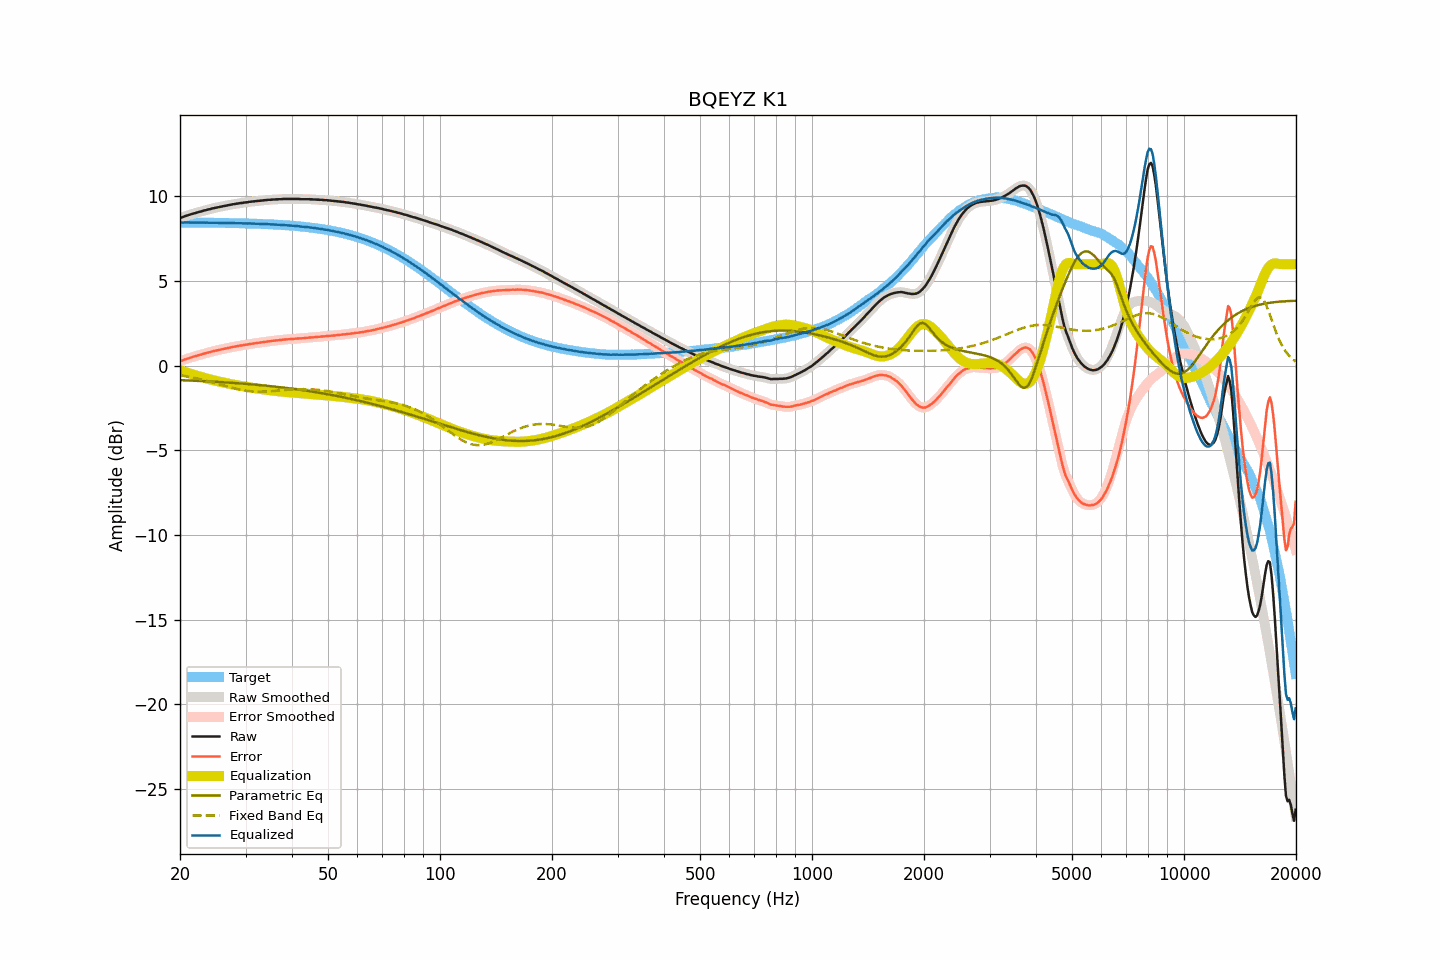 BQEYZ K1
10
5
0
−5
−10
−15
−20
−25
Amplitude (dBr)
Target
Raw Smoothed
Error Smoothed
Raw
Error
Equalization
Parametric Eq
Fixed Band Eq
Equalized
20 50 100 200 500 1000 2000 5000 10000 20000
Frequency (Hz)